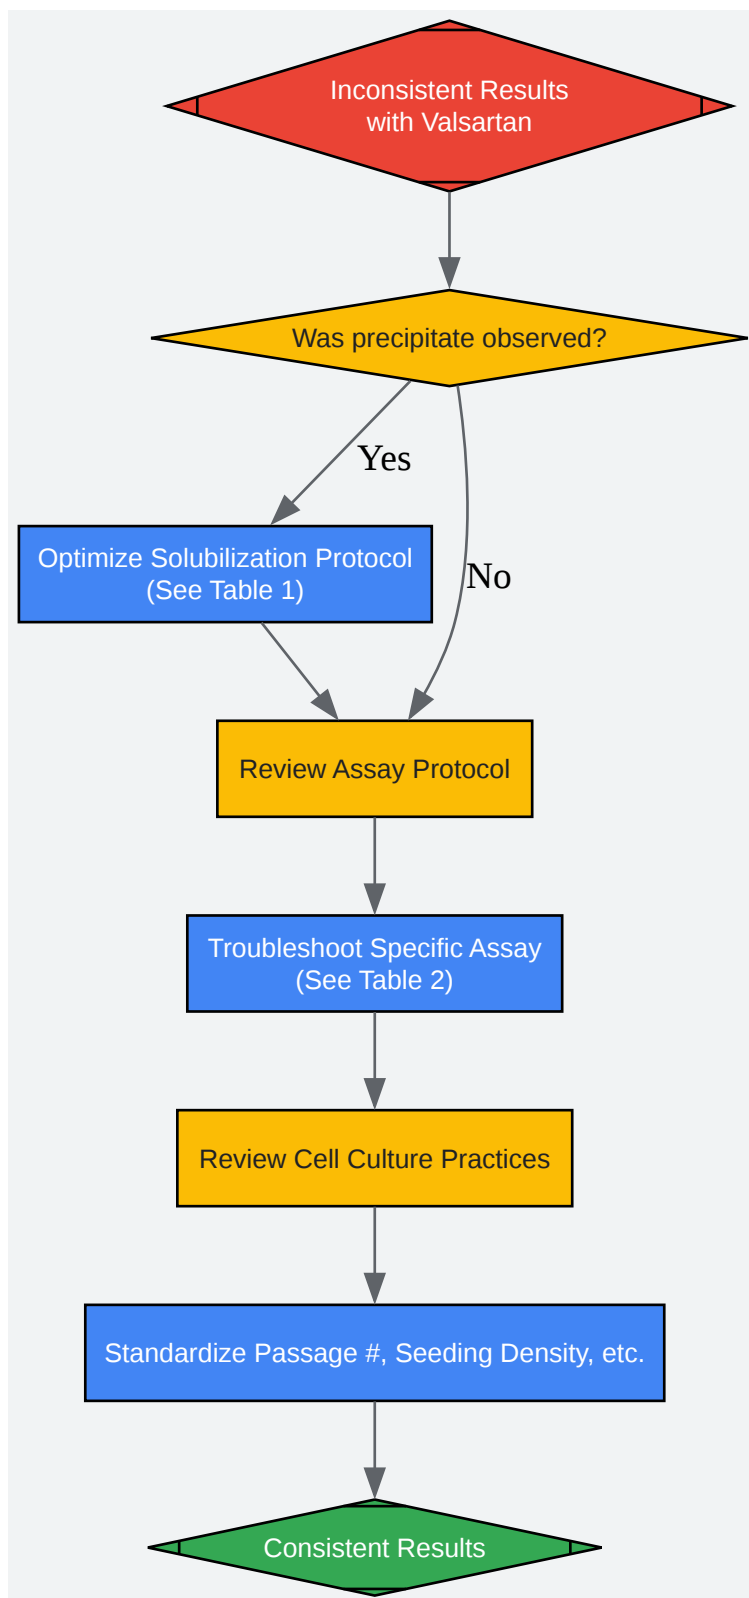 Inconsistent Results
with Valsartan
Was precipitate observed?
Yes
Optimize Solubilization Protocol
(See Table 1)
No
Review Assay Protocol
Troubleshoot Specific Assay
(See Table 2)
Review Cell Culture Practices
Standardize Passage #, Seeding Density, etc.
Consistent Results